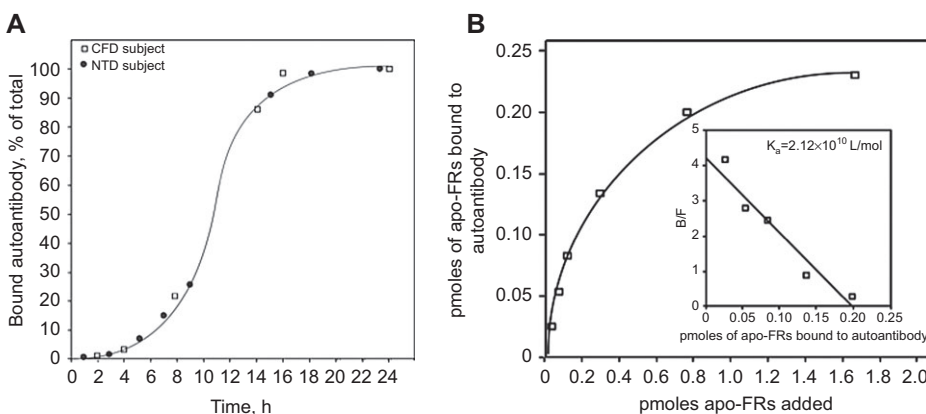 A
CFD subject
NTD subject
100
90
80
70
60
50
40
30
20
10
0
Bound autoantibody, % of total
0 2 4 6 8 10 12 14 16 18 20 22 24
Time, h
B
0.25
0.20
0.15
0.10
0.05
0
pmoles of apo-FRs bound to
autoantibody
0 0.2 0.4 0.6 0.8 1.0 1.2 1.4 1.6 1.8 2.0
pmoles apo-FRs added
Ka=2.12×10¹⁰ L/mol
5
4
3
2
1
0
B/F
0 0.05 0.10 0.15 0.20 0.25
pmoles of apo-FRs bound to autoantibody